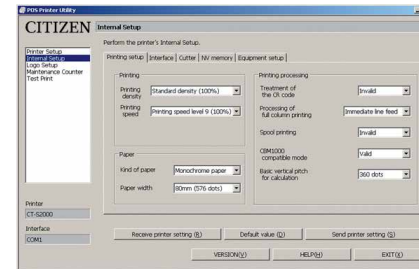 POS Printer Utility
CITIZEN
Internal Setup
Perform the printer's Internal Setup.
Printer Setup
Internal Setup
Logo Setup
Maintenance Counter
Test Print
Printing setup
Interface
Cutter
NV memory
Equipment setup
Printing
Printing density
Standard density (100%)
Printing speed
Printing speed level 9 (100%)
Paper
Kind of paper
Monochrome paper
Paper width
80mm (576 dots)
Printing processing
Treatment of the CR code
Invalid
Processing of full column printing
Immediate line feed
Spool printing
Invalid
CBM1000 compatible mode
Valid
Basic vertical pitch for calculation
360 dots
Printer
CT-S2000
Interface
COM1
Receive printer setting (R)
Default value (D)
Send printer setting (S)
VERSION(V)
HELP(H)
EXIT(X)